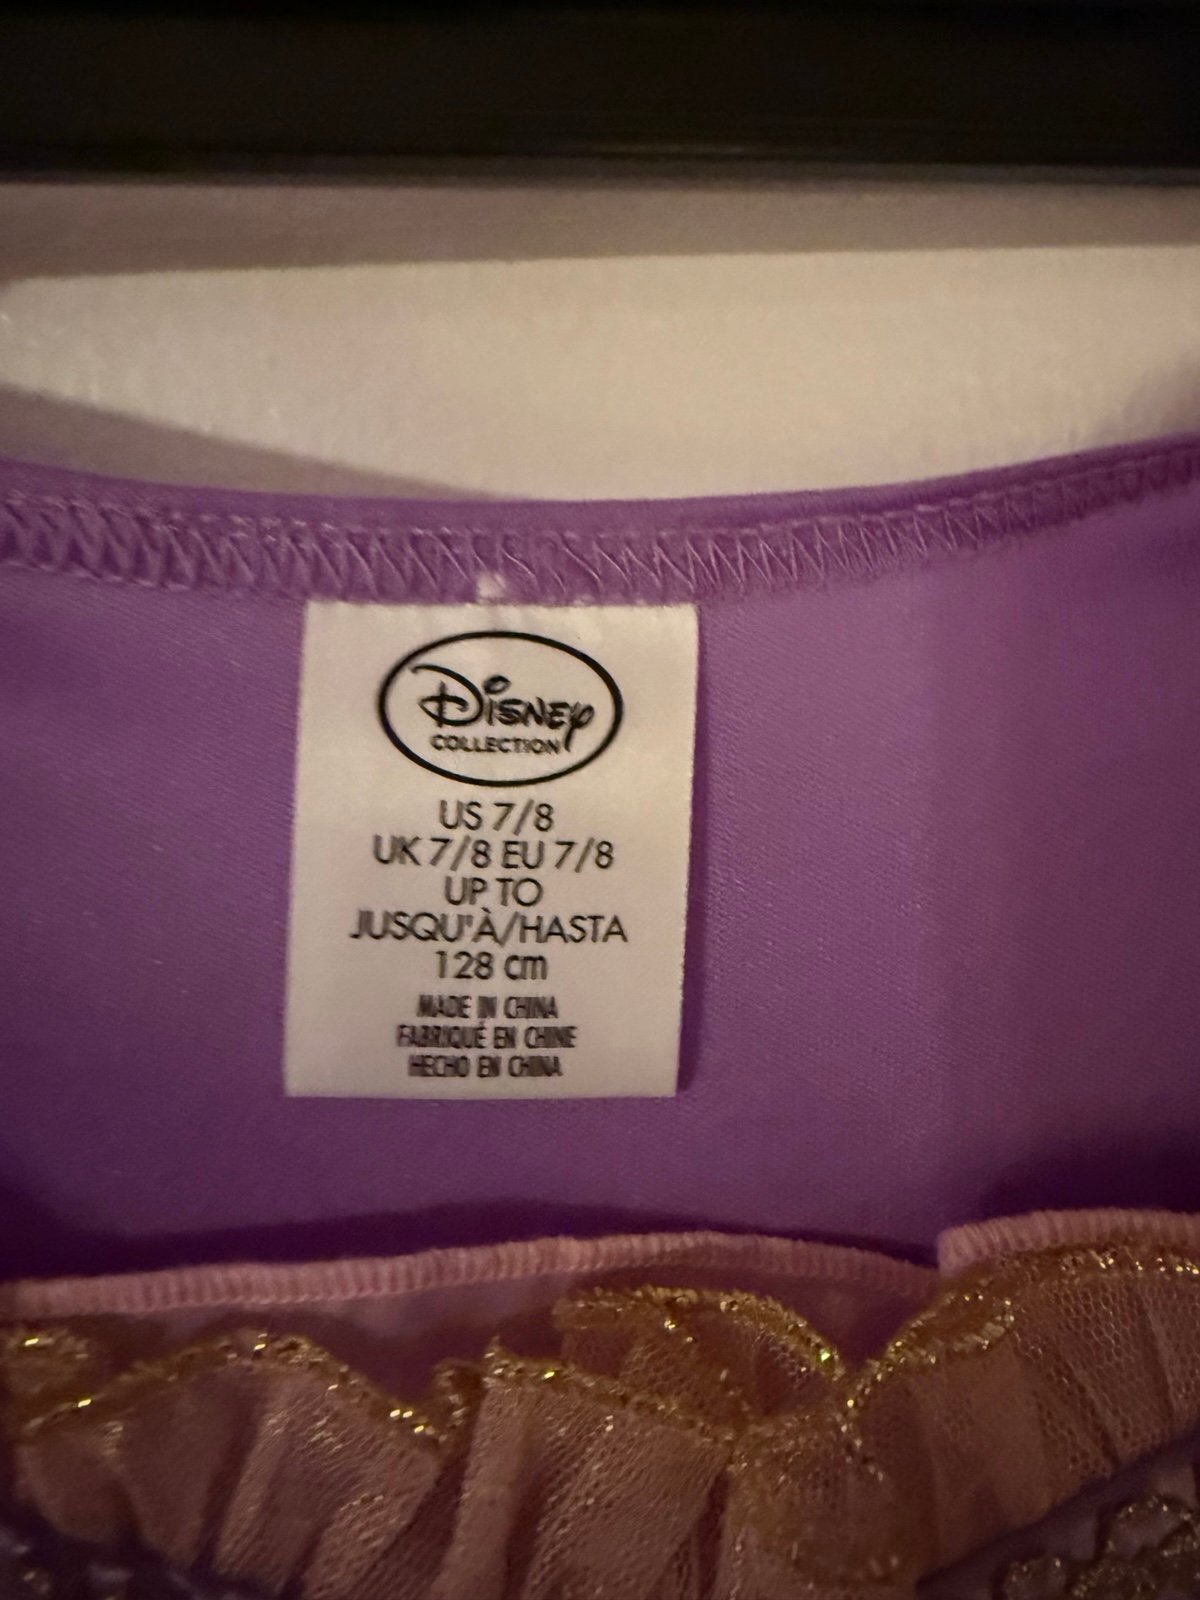 Disney
COLLECTION
US 7/8
UK 7/8 EU 7/8
UP TO
JUSQU'À/HASTA
128 cm
MADE IN CHINA
FABRIQUÉ EN CHINE
HECHO EN CHINA